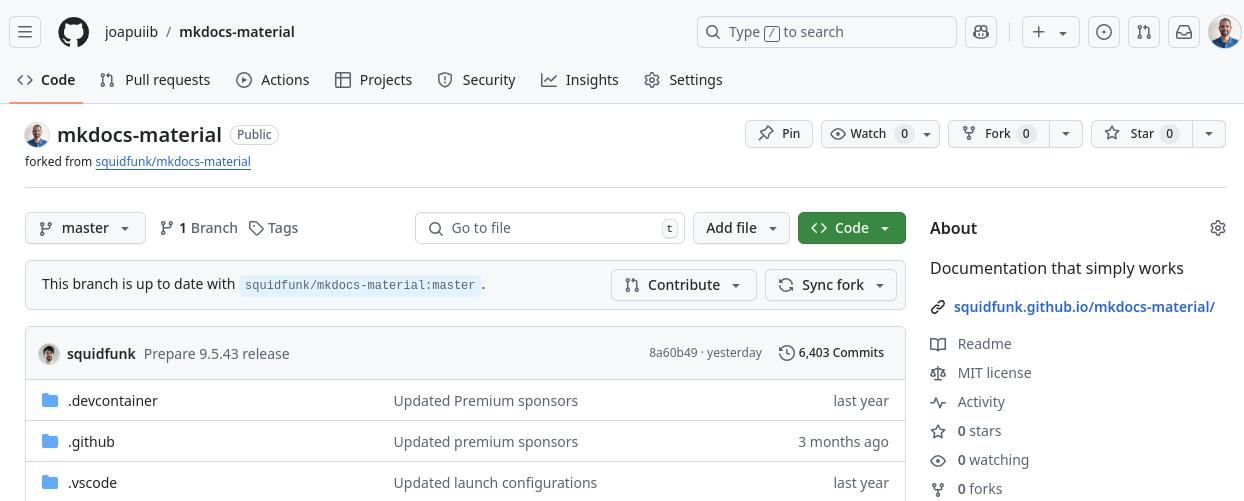 joapuiib / mkdocs-material
Type / to search
Code Pull requests Actions Projects Security Insights Settings
mkdocs-material Public
Pin Watch 0 Fork 0 Star 0
forked from squidfunk/mkdocs-material
master 1 Branch Tags
Go to file t Add file Code
This branch is up to date with squidfunk/mkdocs-material:master.
Contribute Sync fork
squidfunk Prepare 9.5.43 release 8a60b49 · yesterday 6,403 Commits
.devcontainer Updated Premium sponsors last year
.github Updated premium sponsors 3 months ago
.vscode Updated launch configurations last year
About
Documentation that simply works
squidfunk.github.io/mkdocs-material/
Readme
MIT license
Activity
0 stars
0 watching
0 forks